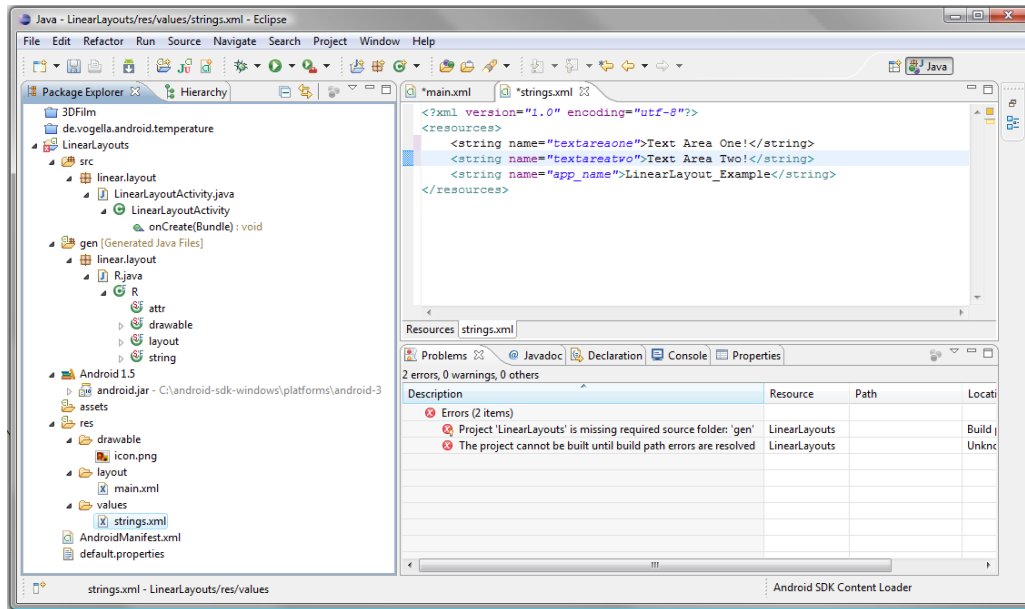 Java - LinearLayouts/res/values/strings.xml - Eclipse
File Edit Refactor Run Source Navigate Search Project Window Help
Java
Package Explorer
Hierarchy
3DFilm
de.vogella.android.temperature
LinearLayouts
src
linear.layout
LinearLayoutActivity.java
LinearLayoutActivity
onCreate(Bundle) : void
gen [Generated Java Files]
linear.layout
R.java
R
attr
drawable
layout
string
Android 1.5
android.jar - C:\android-sdk-windows\platforms\android-3
assets
res
drawable
icon.png
layout
main.xml
values
strings.xml
AndroidManifest.xml
default.properties
*main.xml
*strings.xml
<?xml version="1.0" encoding="utf-8"?>
<resources>
<string name="textareaone">Text Area One!</string>
<string name="textareatwo">Text Area Two!</string>
<string name="app_name">LinearLayout_Example</string>
</resources>
Resources strings.xml
Problems @ Javadoc Declaration Console Properties
2 errors, 0 warnings, 0 others
Description Resource Path Locati
Errors (2 items)
Project 'LinearLayouts' is missing required source folder: 'gen' LinearLayouts Build p
The project cannot be built until build path errors are resolved LinearLayouts Unkno
strings.xml - LinearLayouts/res/values
Android SDK Content Loader